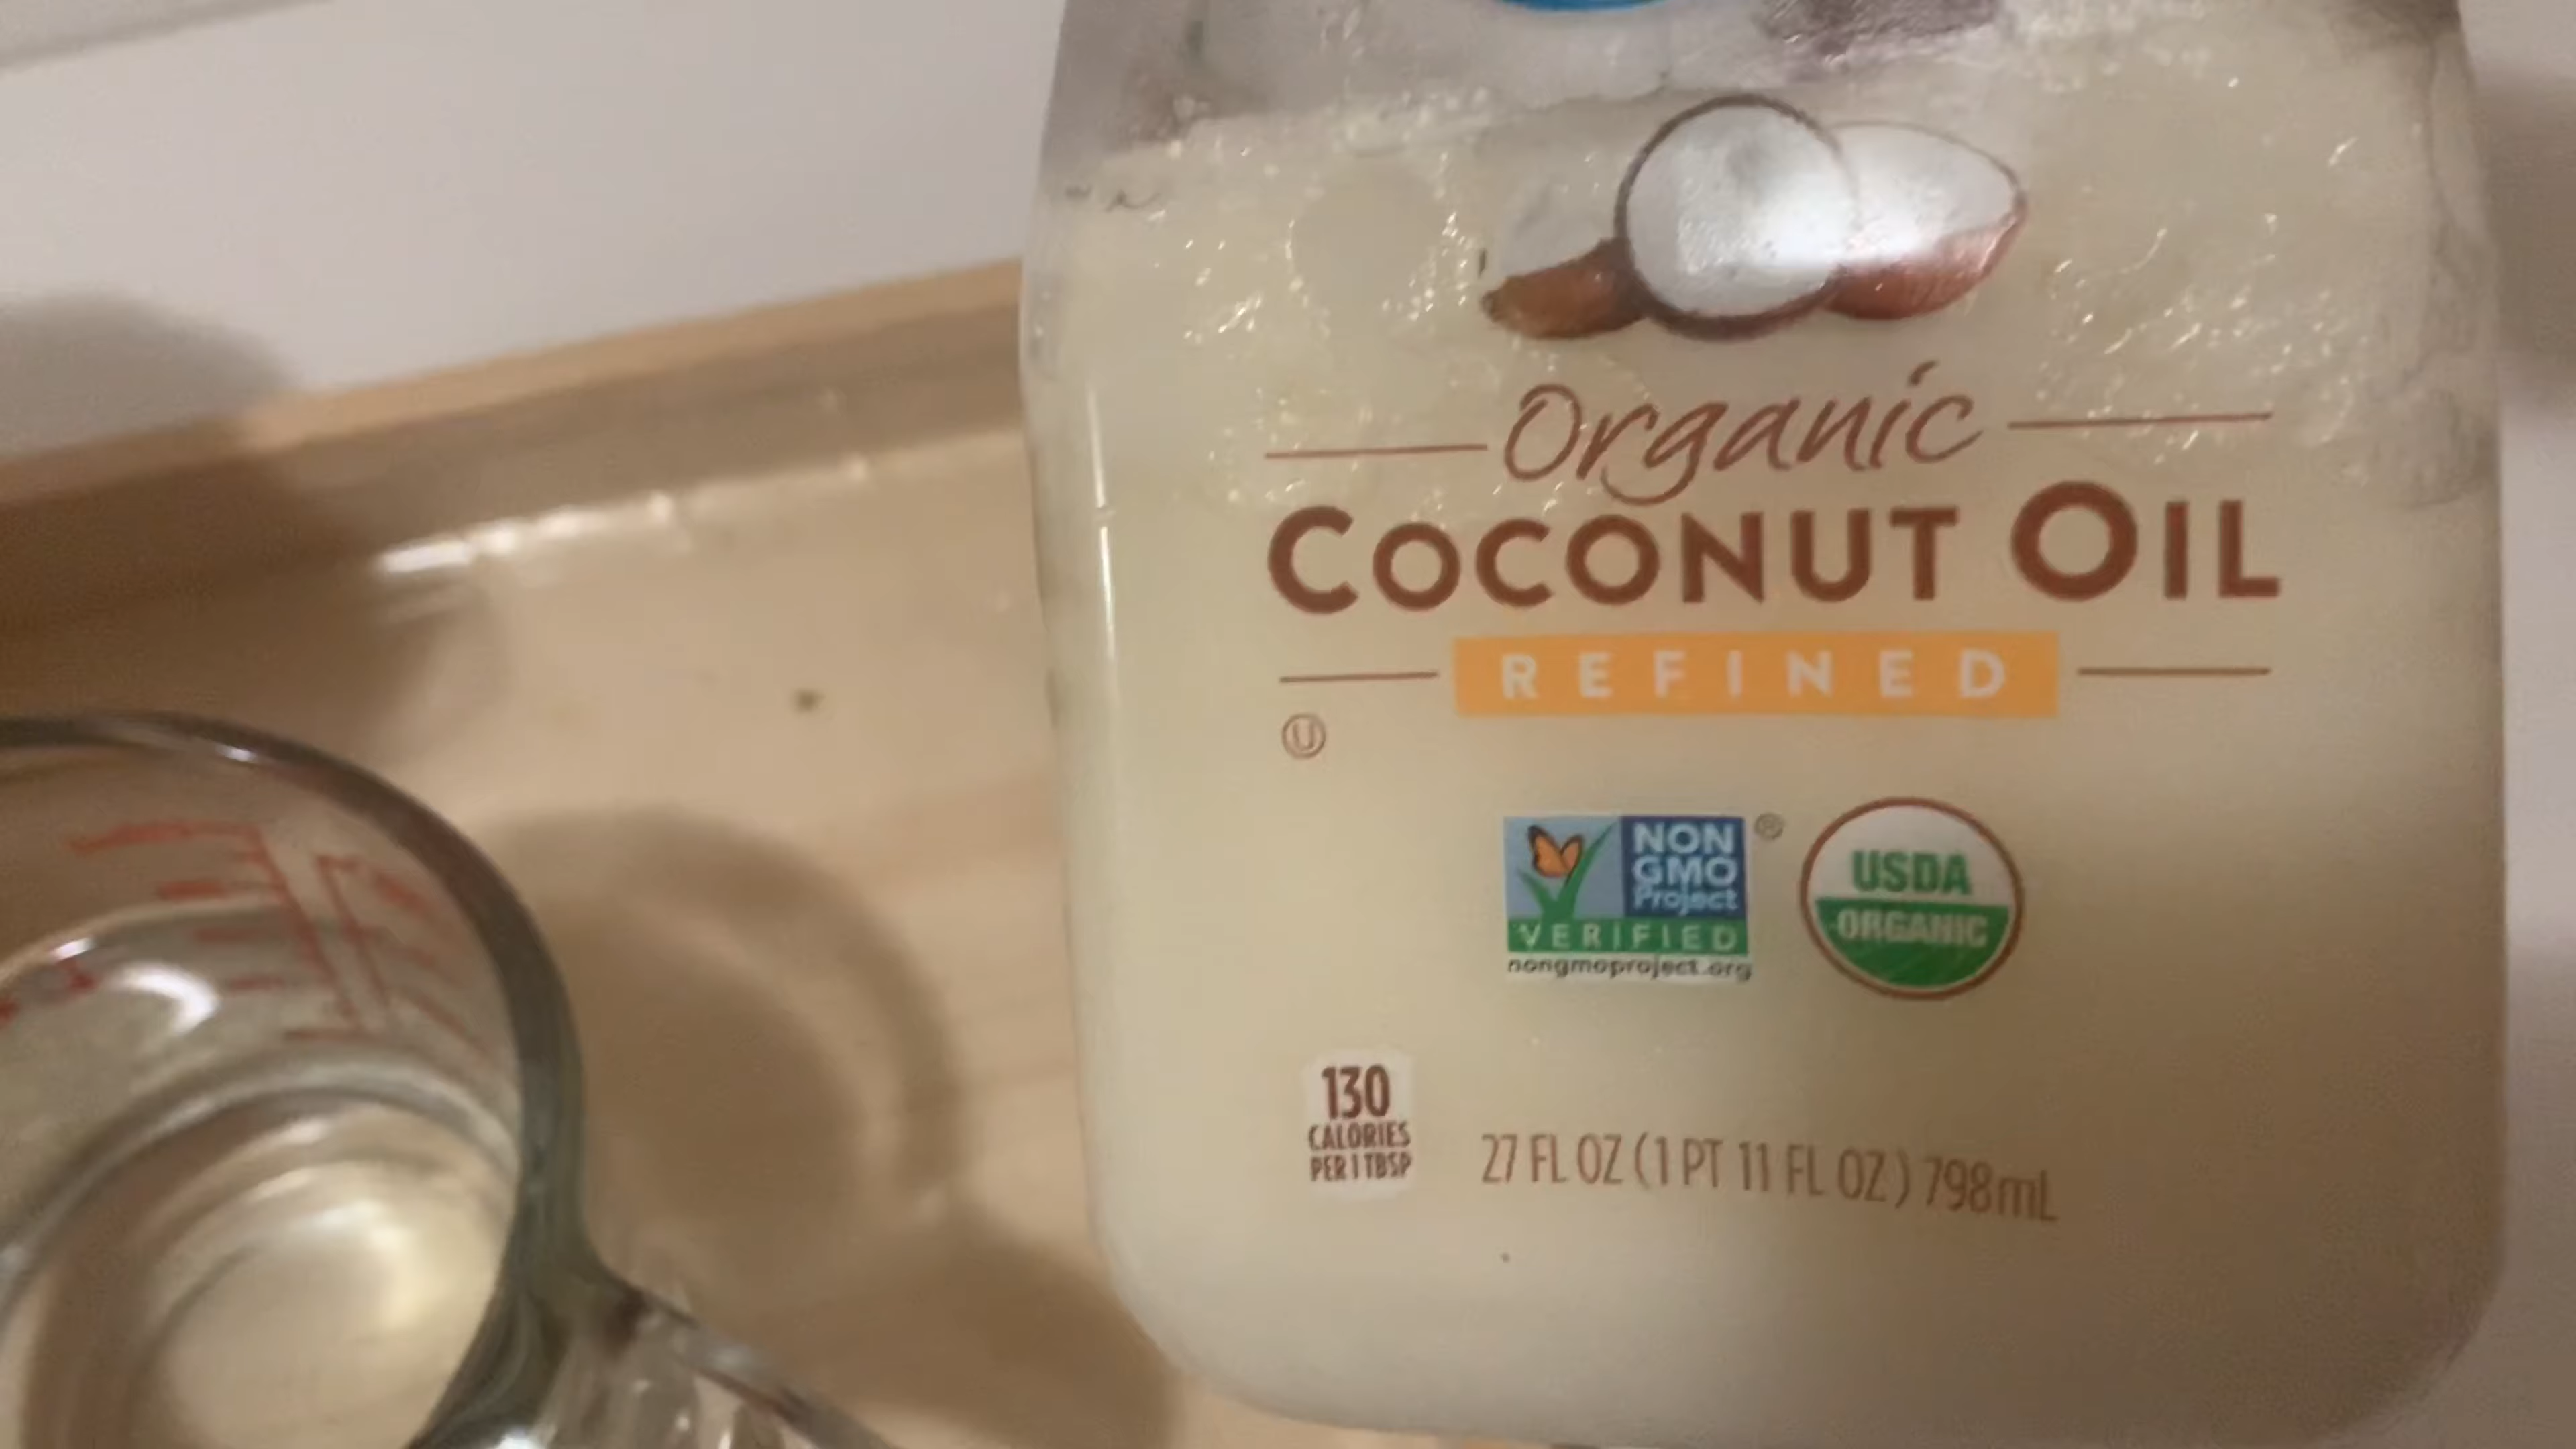 Organic
COCONUT OIL
REFINED
U
NON
GMO
Project
®
VERIFIED
nongmoproject.org
USDA
ORGANIC
130
CALORIES
PER 1 TBSP
27 FL OZ (1 PT 11 FL OZ) 798mL